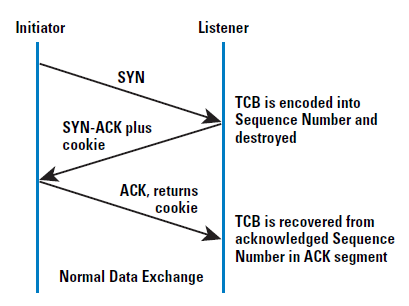 Initiator
Listener
SYN
TCB is encoded into
Sequence Number and
destroyed
SYN-ACK plus
cookie
ACK, returns
cookie
TCB is recovered from
acknowledged Sequence
Number in ACK segment
Normal Data Exchange